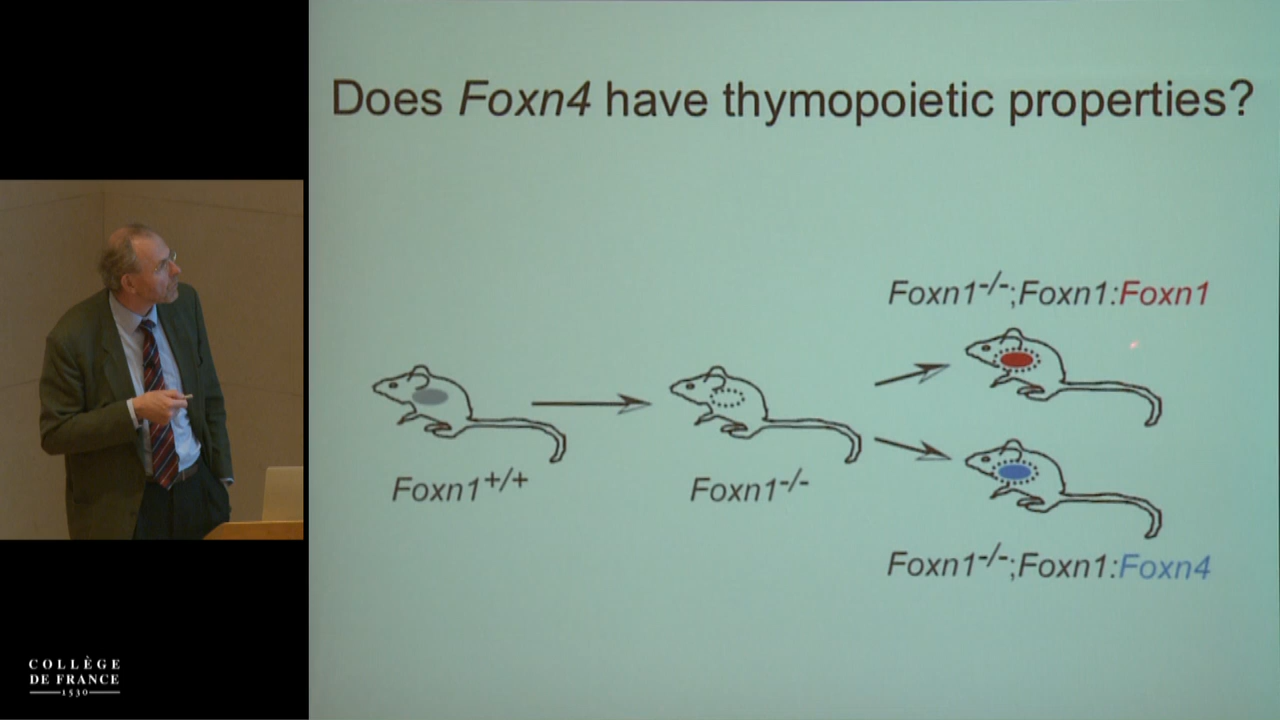 Does Foxn4 have thymopoietic properties?
Foxn1-/-;Foxn1:Foxn1
Foxn1+/+
Foxn1-/-
Foxn1-/-;Foxn1:Foxn4
COLLÈGE
DE FRANCE
1530